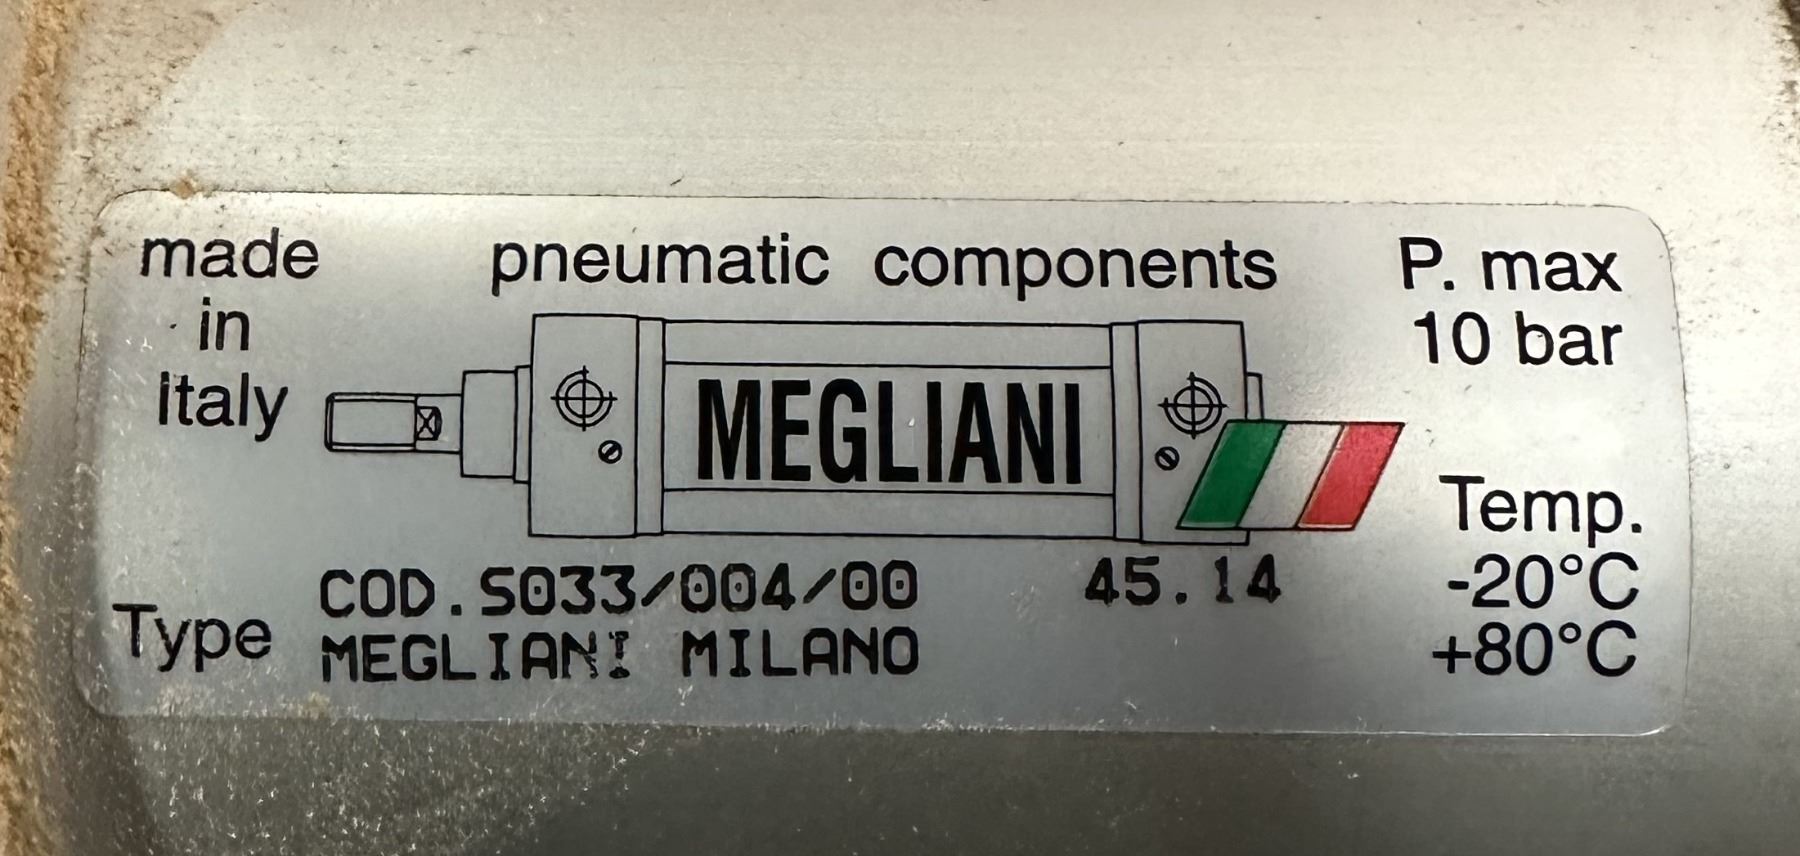 made
in
italy
pneumatic components
MEGLIANI
P. max
10 bar
Temp.
-20°C
+80°C
Type
COD.S033/004/00 45.14
MEGLIANI MILANO